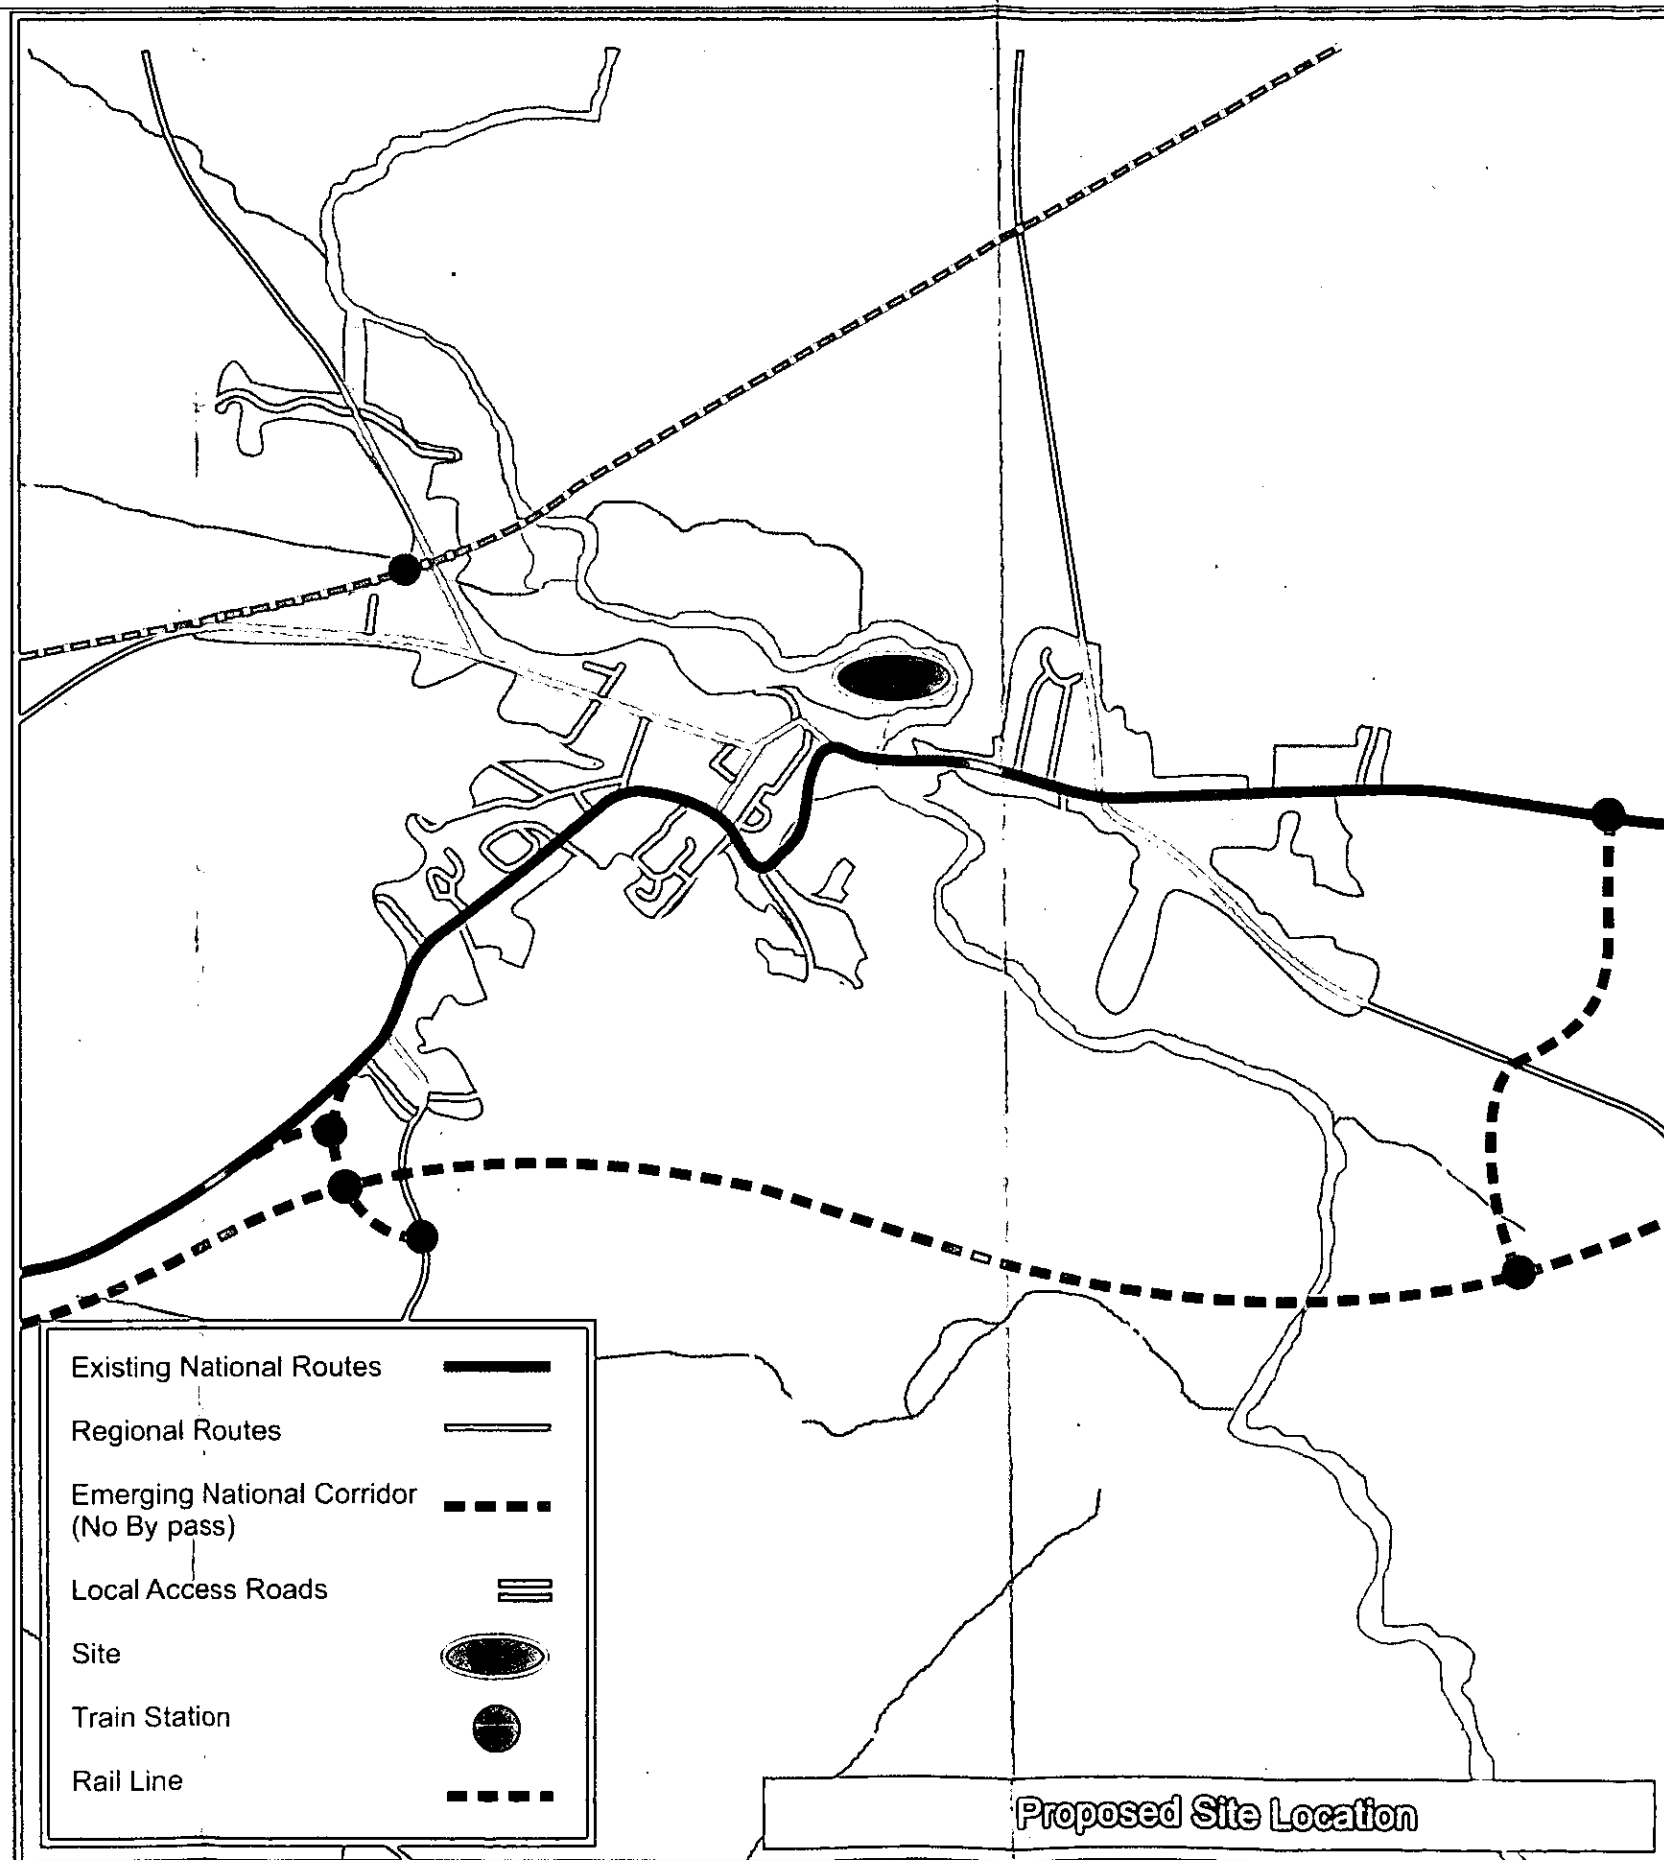 Existing National Routes
Regional Routes
Emerging National Corridor
(No By pass)
Local Access Roads
Site
Train Station
Rail Line
Proposed Site Location